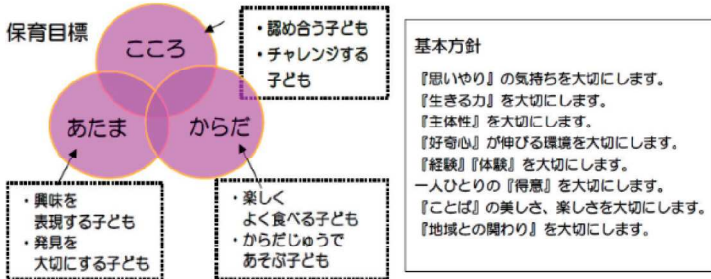 保育目標
こころ
・認め合う子ども
・チャレンジする
子ども
あたま
からだ
・興味を
表現する子ども
・発見を
大切にする子ども
・楽しく
よく食べる子ども
・からだじゅうで
あそぶ子ども
基本方針
『思いやり』の気持ちを大切にします。
『生きる力』を大切にします。
『主体性』を大切にします。
『好奇心』が伸びる環境を大切にします。
『経験』『体験』を大切にします。
一人ひとりの『得意』を大切にします。
『ことば』の美しさ、楽しさを大切にします。
『地域との関わり』を大切にします。